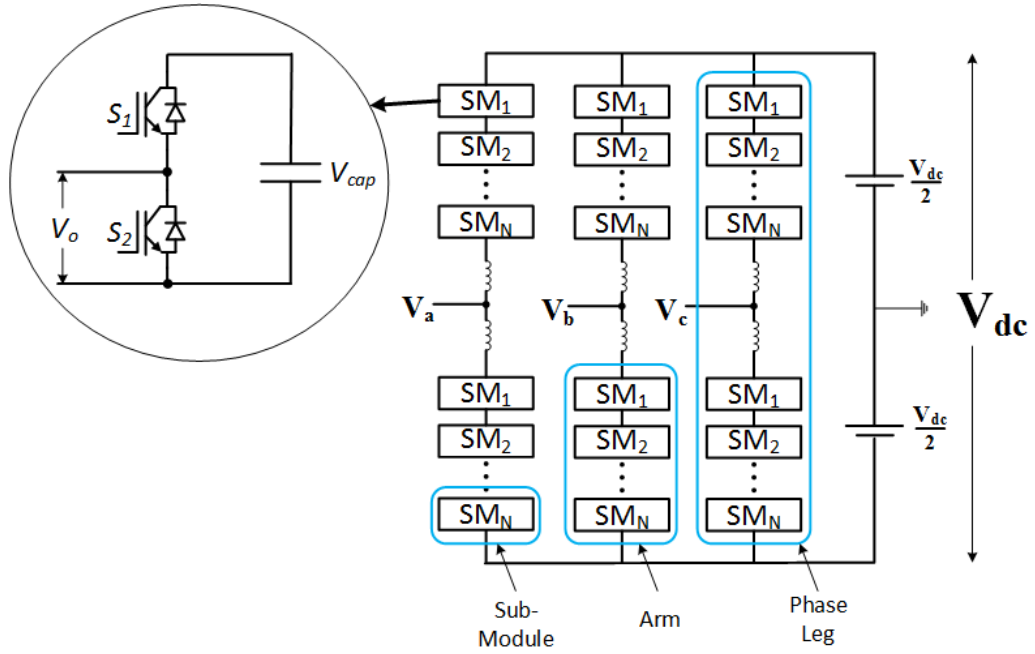 S1
S2
Vo
Vcap
SM1
SM2
SMN
SM1
SM2
SMN
SM1
SM2
SMN
Va
Vb
Vc
SM1
SM2
SMN
SM1
SM2
SMN
SM1
SM2
SMN
Vdc
2
Vdc
2
Vdc
Sub-
Module
Arm
Phase
Leg